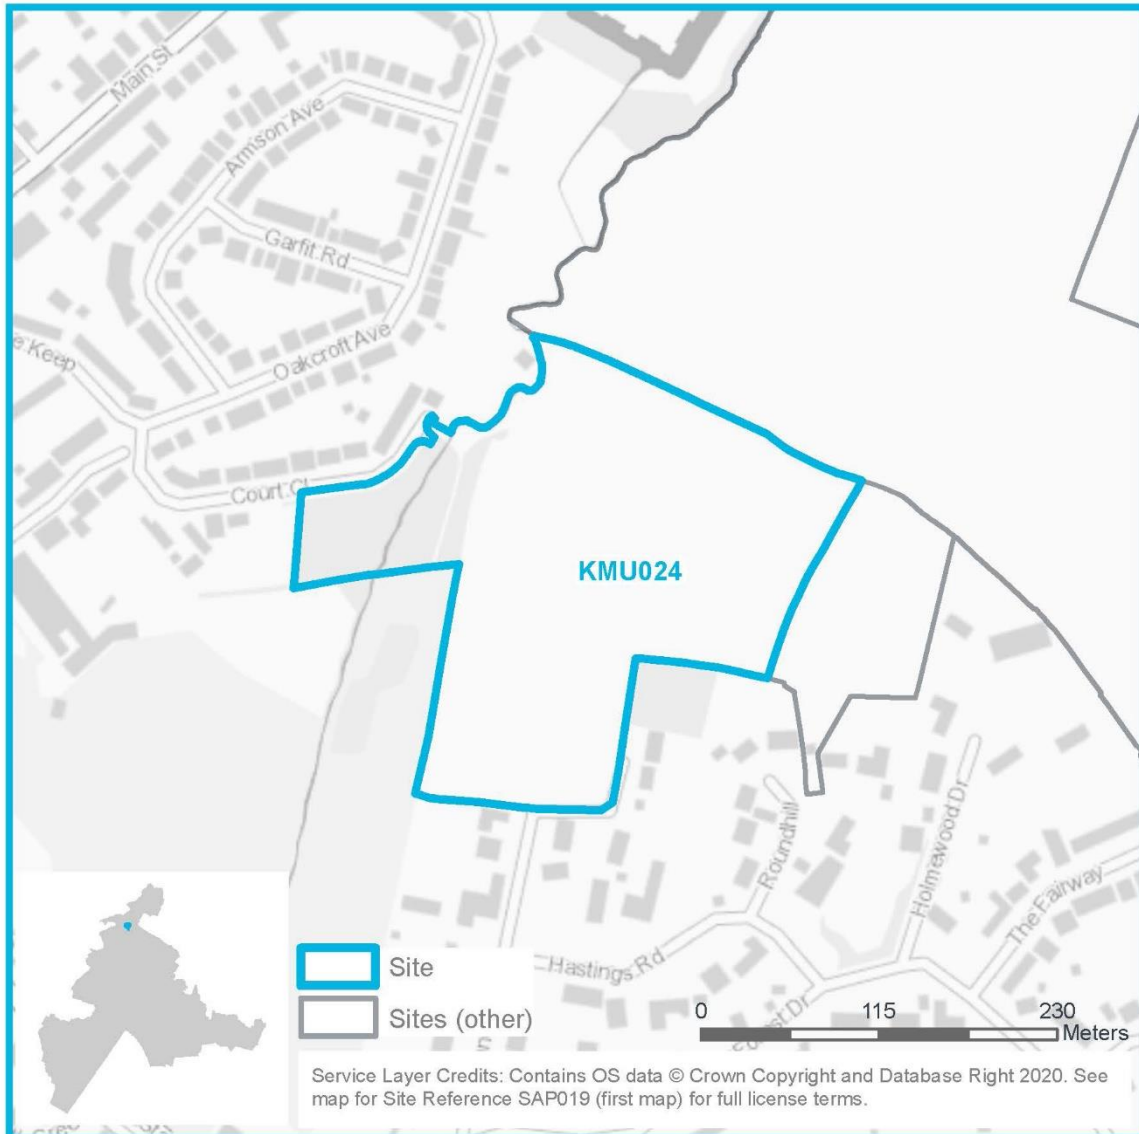 Main St
Armson Ave
Garfit Rd
Keep
Oakcroft Ave
Court Cl
KMU024
Roundhill
Holmewood Dr
The Fairway
Hastings Rd
Site
Sites (other)
0 115 230
Meters
Service Layer Credits: Contains OS data © Crown Copyright and Database Right 2020. See
map for Site Reference SAP019 (first map) for full license terms.